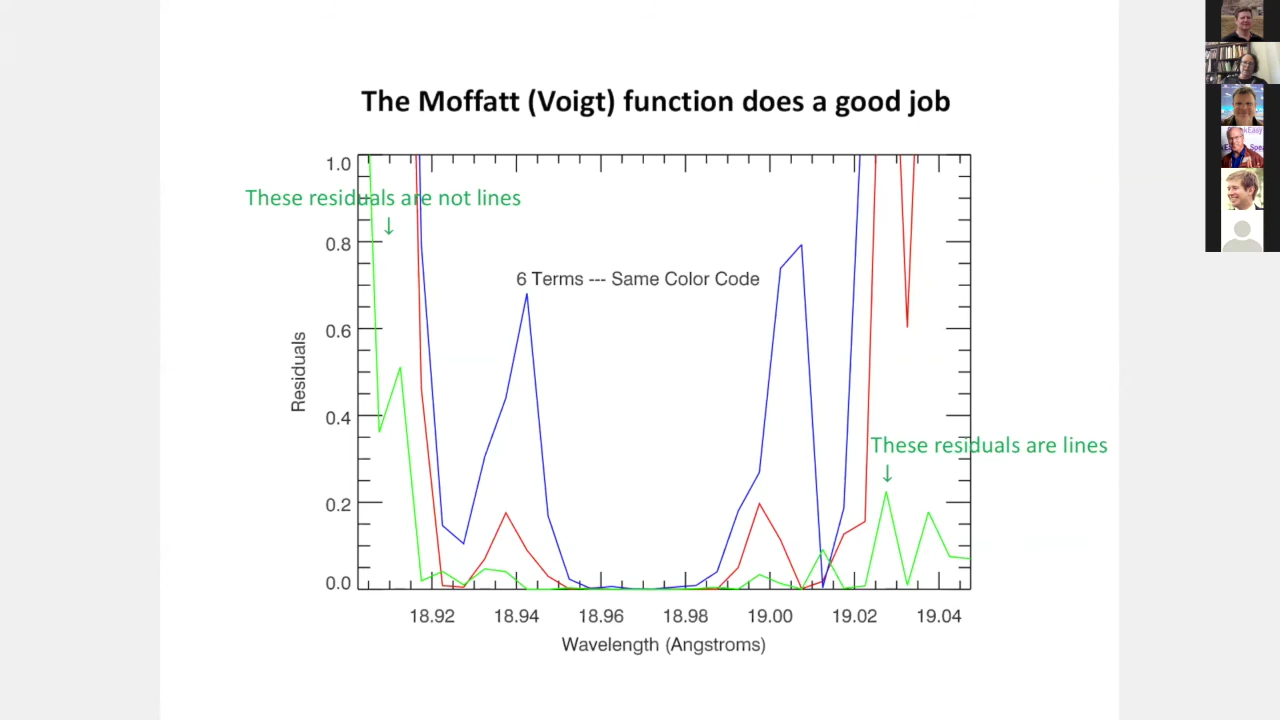 The Moffatt (Voigt) function does a good job
These residuals are not lines
↓
6 Terms --- Same Color Code
These residuals are lines
↓
Residuals
1.0
0.8
0.6
0.4
0.2
0.0
18.92 18.94 18.96 18.98 19.00 19.02 19.04
Wavelength (Angstroms)